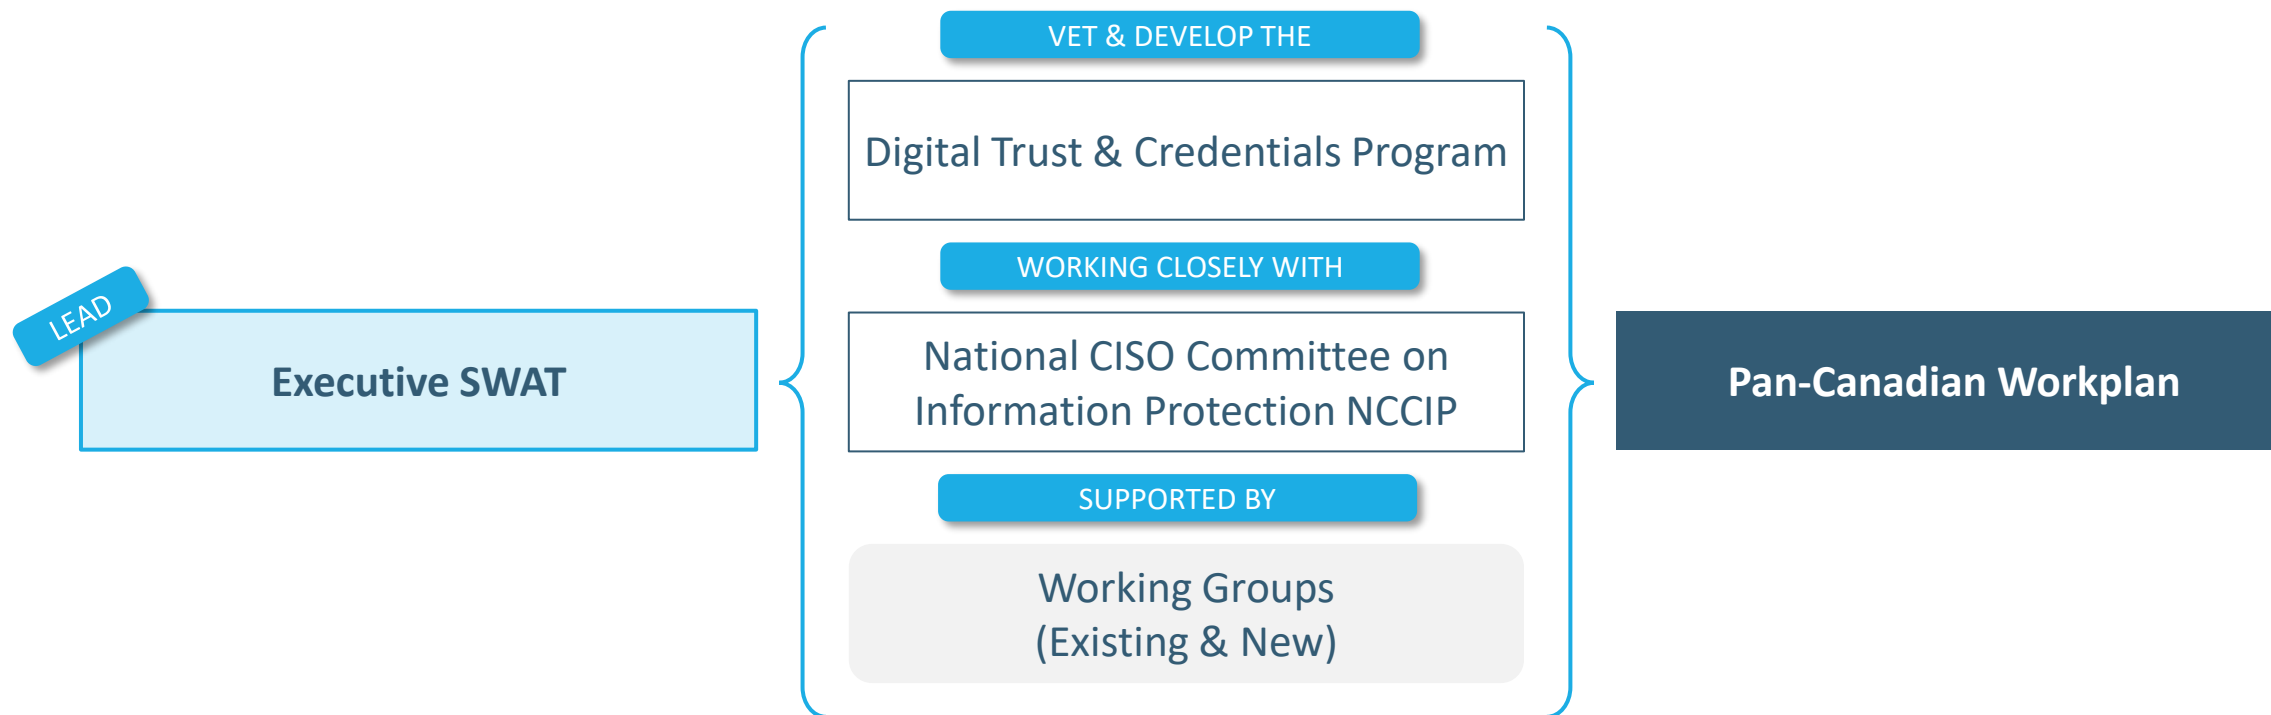 LEAD
Executive SWAT
VET & DEVELOP THE
Digital Trust & Credentials Program
WORKING CLOSELY WITH
National CISO Committee on
Information Protection NCCIP
SUPPORTED BY
Working Groups
(Existing & New)
Pan-Canadian Workplan